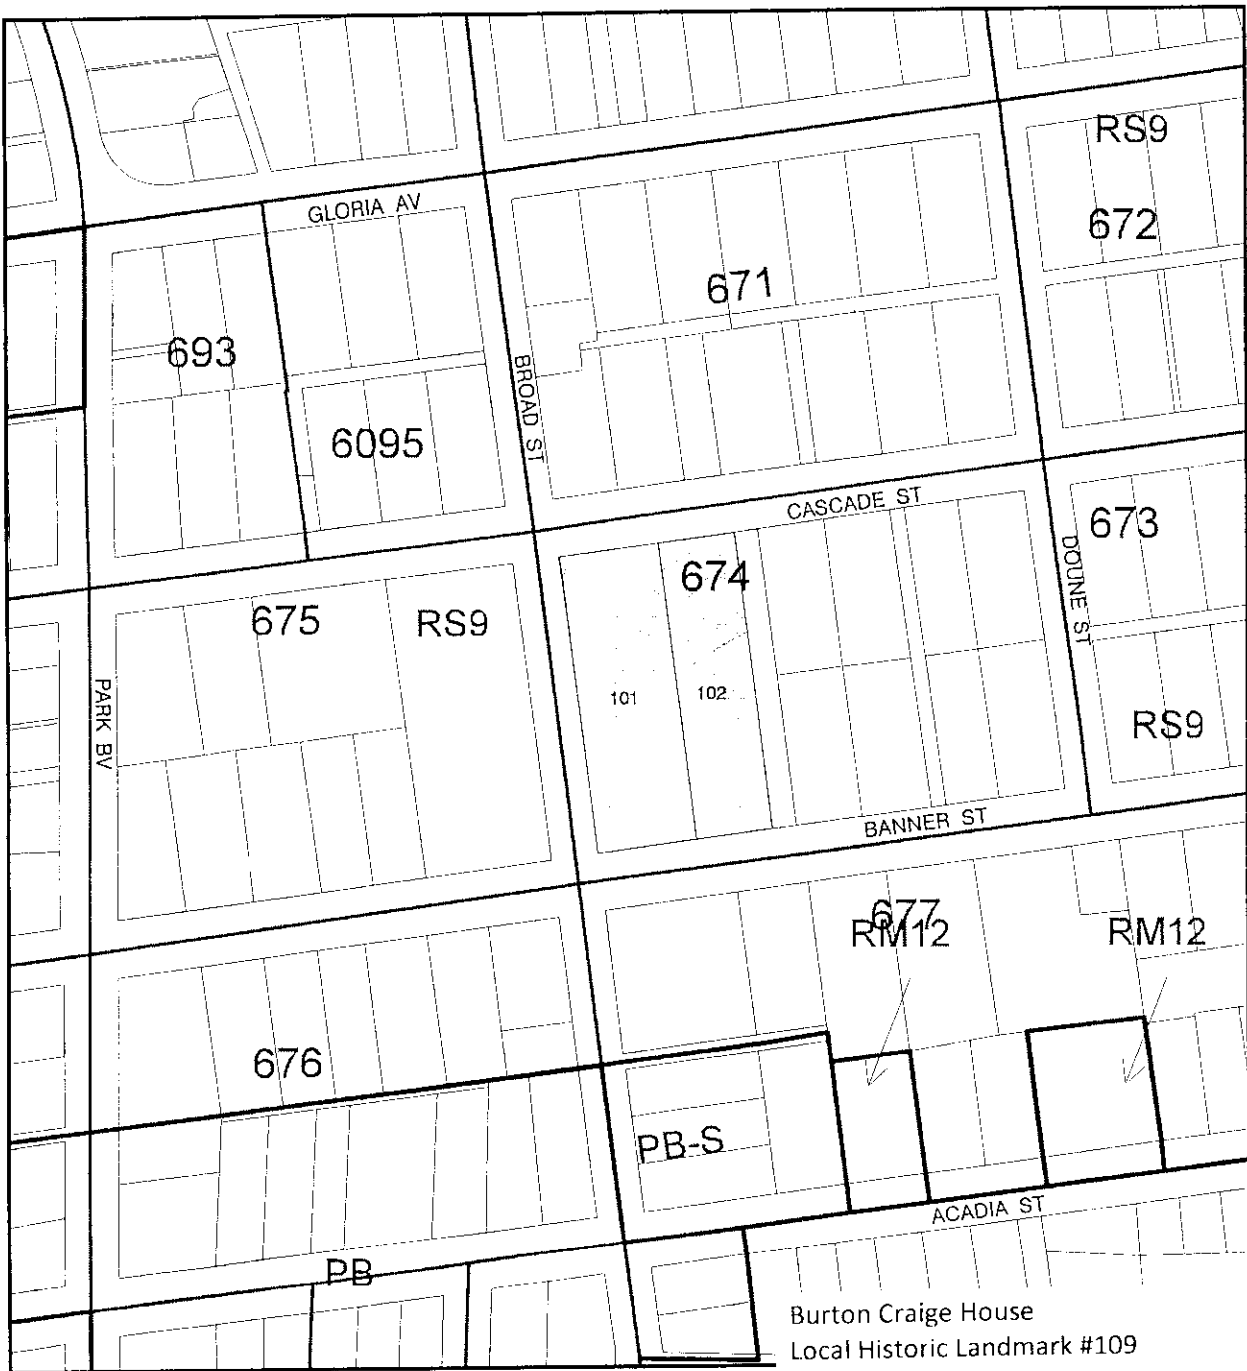 RS9
672
GLORIA AV
671
693
BROAD ST
6095
CASCADE ST
673
DOUNE ST
674
675
RS9
PARK BV
101
102
RS9
BANNER ST
677
RM12
RM12
676
PB-S
ACADIA ST
PB
Burton Craige House
Local Historic Landmark #109